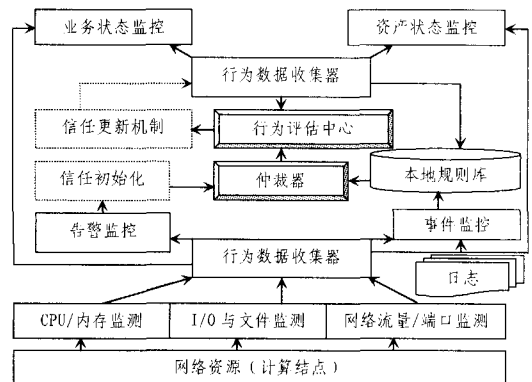 业务状态监控
资产状态监控
行为数据收集器
信任更新机制
行为评估中心
信任初始化
仲裁器
本地规则库
告警监控
事件监控
行为数据收集器
日志
CPU/内存监测
I/O 与文件监测
网络流量/端口监测
网络资源(计算结点)